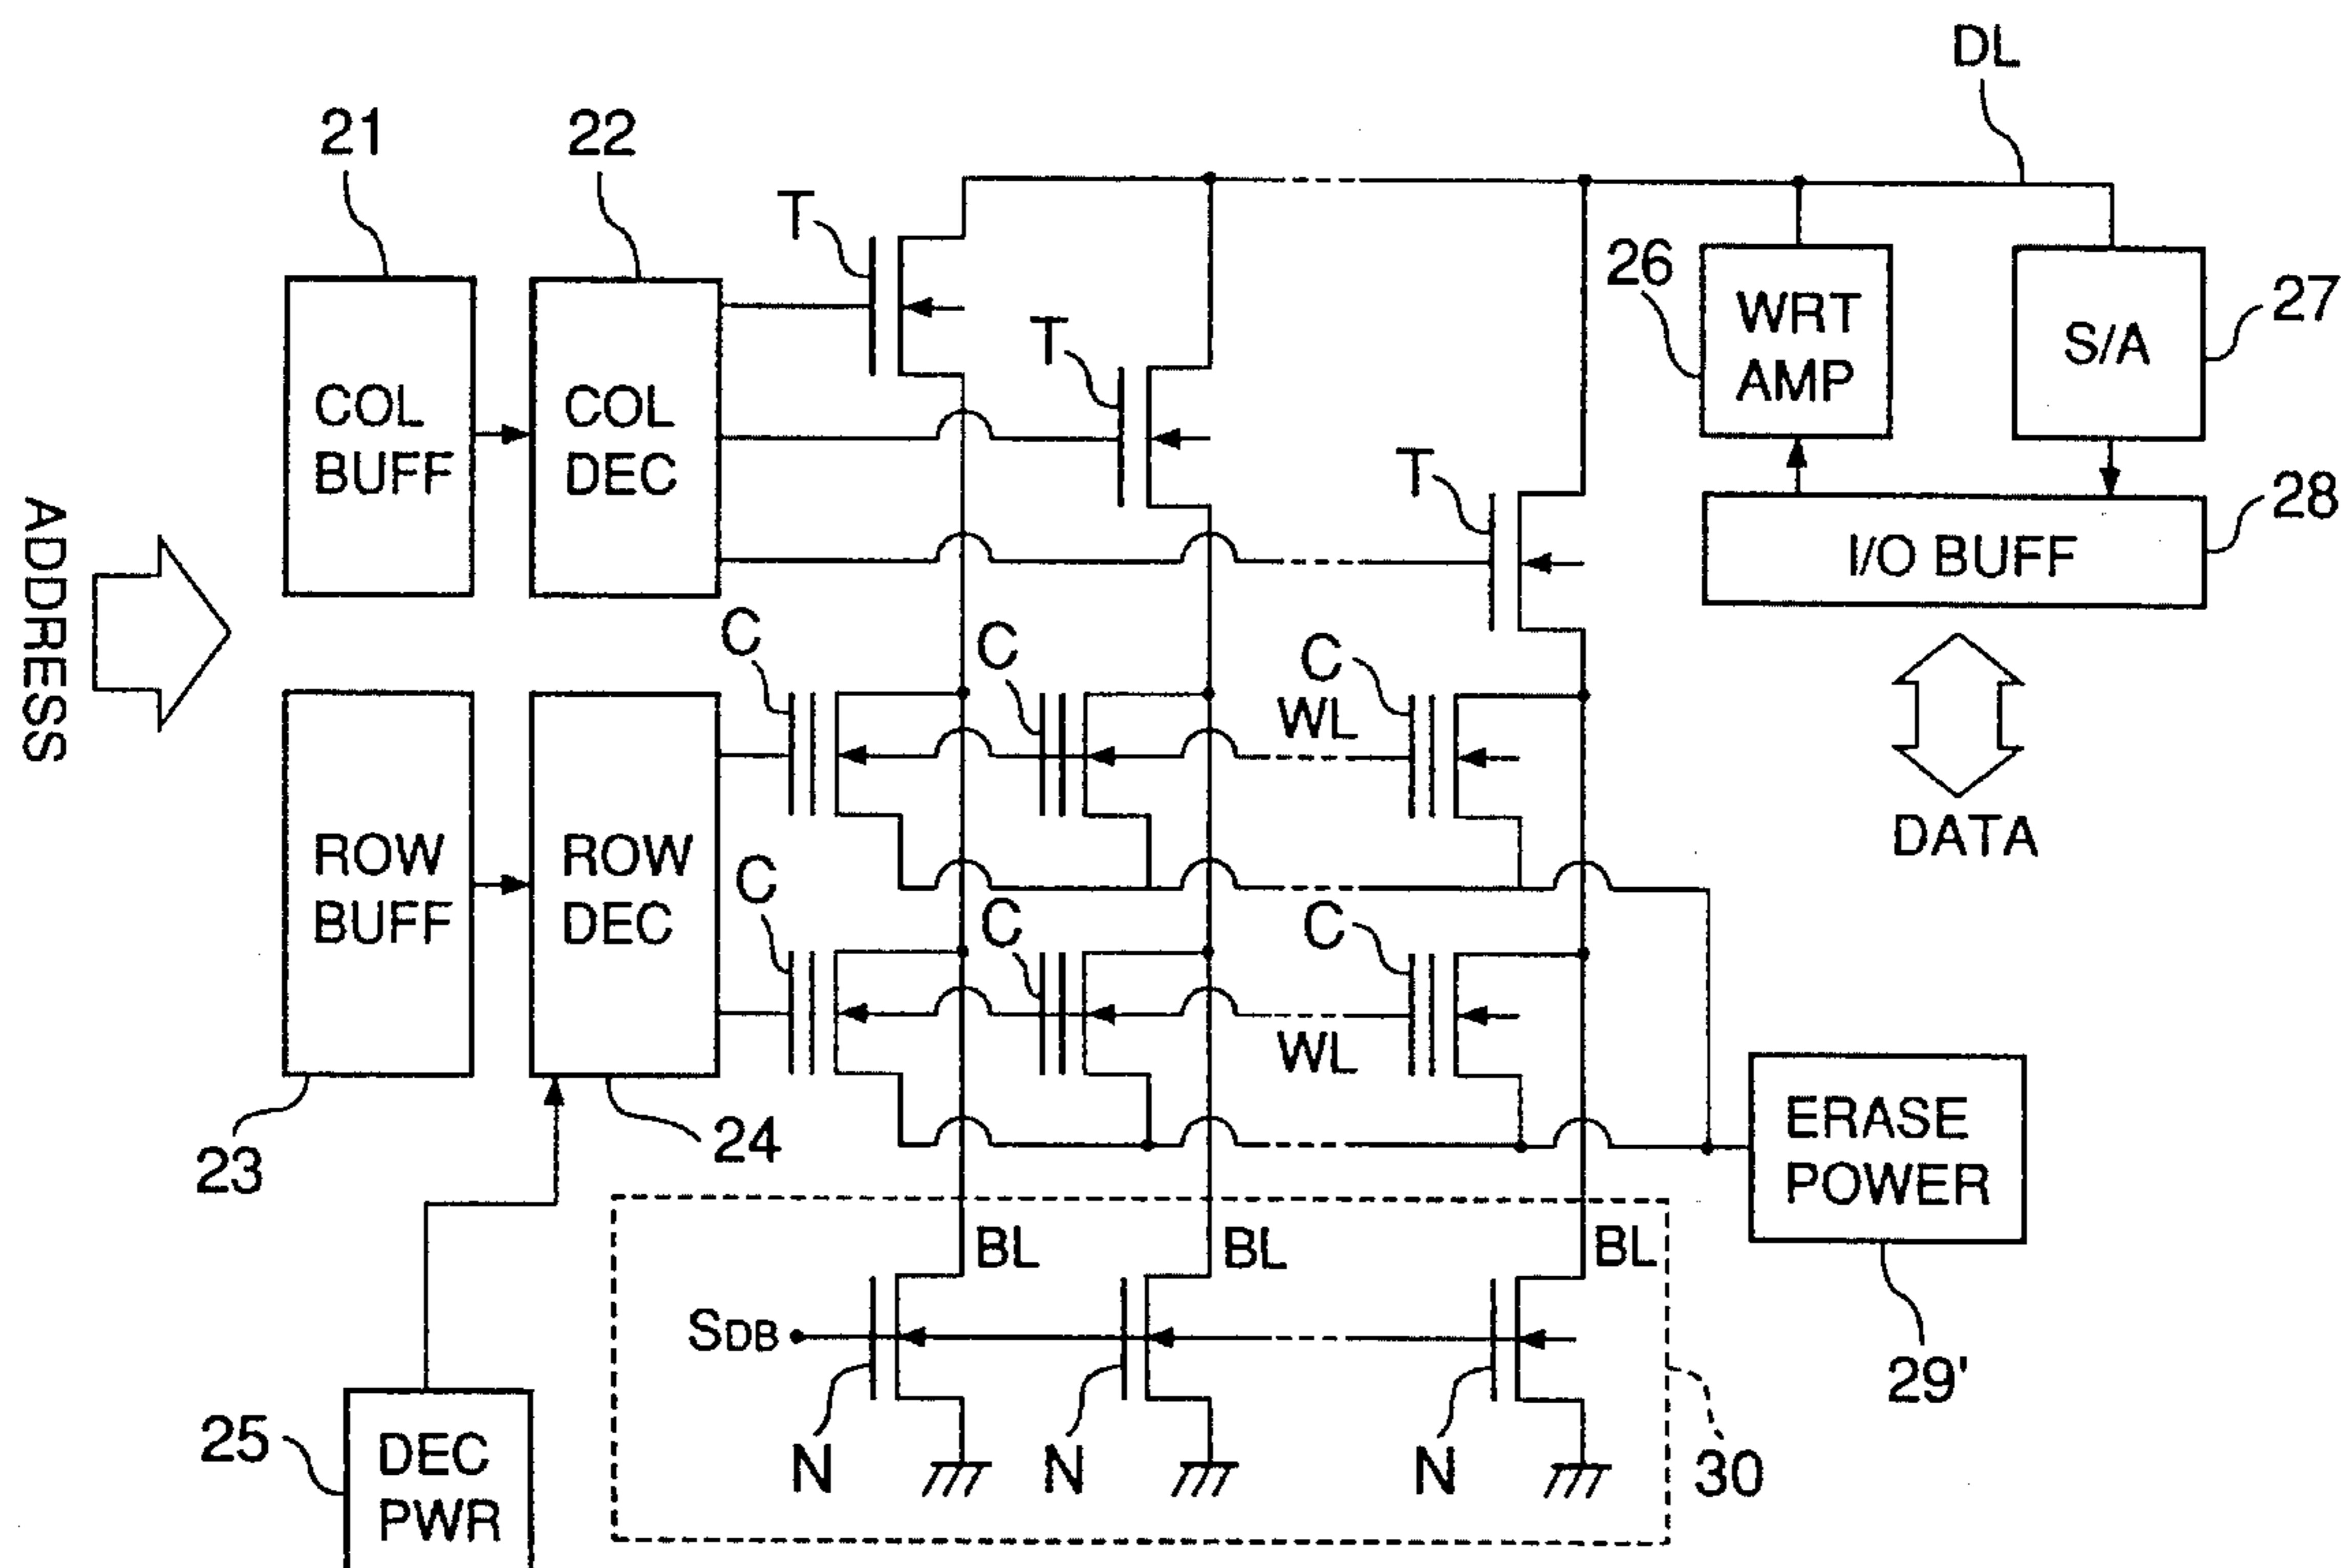 DL
21
22
T
26
WRT
AMP
S/A
27
T
COL
BUFF
COL
DEC
T
28
I/O BUFF
ADDRESS
C
C
C
WL
DATA
ROW
BUFF
ROW
DEC
C
C
C
WL
23
24
ERASE
POWER
BL
BL
BL
SDB
29'
25
DEC
PWR
N
N
N
30